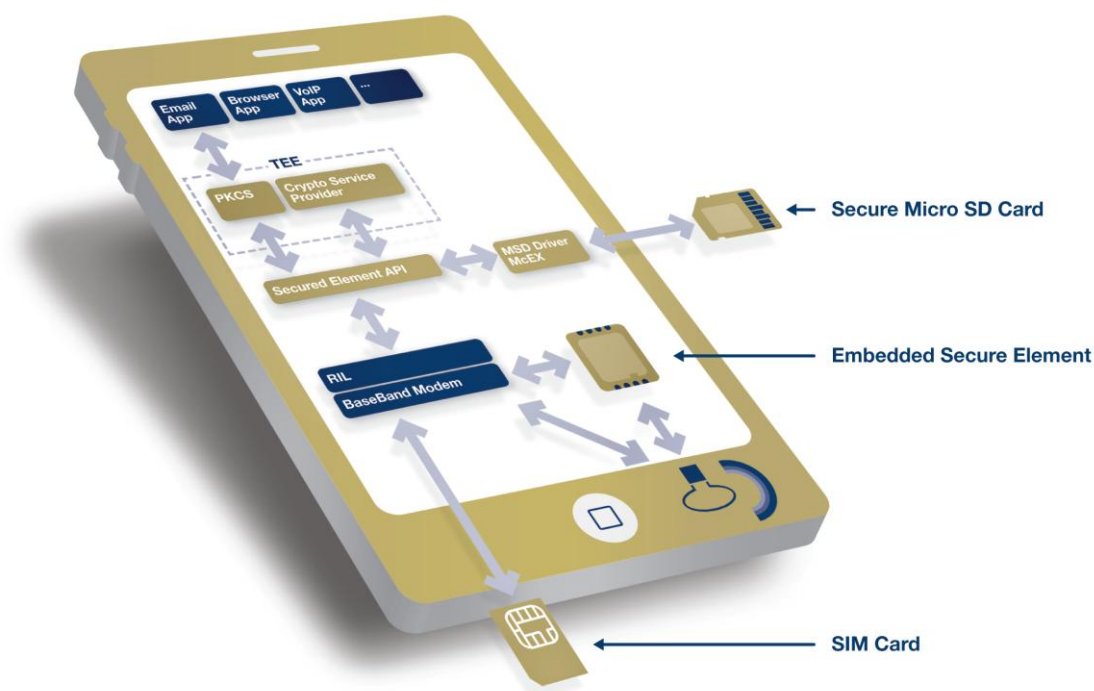 Email
App
Browser
App
VoIP
App
...
TEE
PKCS
Crypto Service
Provider
Secured Element API
MSD Driver
McEX
Secure Micro SD Card
RIL
BaseBand Modem
Embedded Secure Element
SIM Card